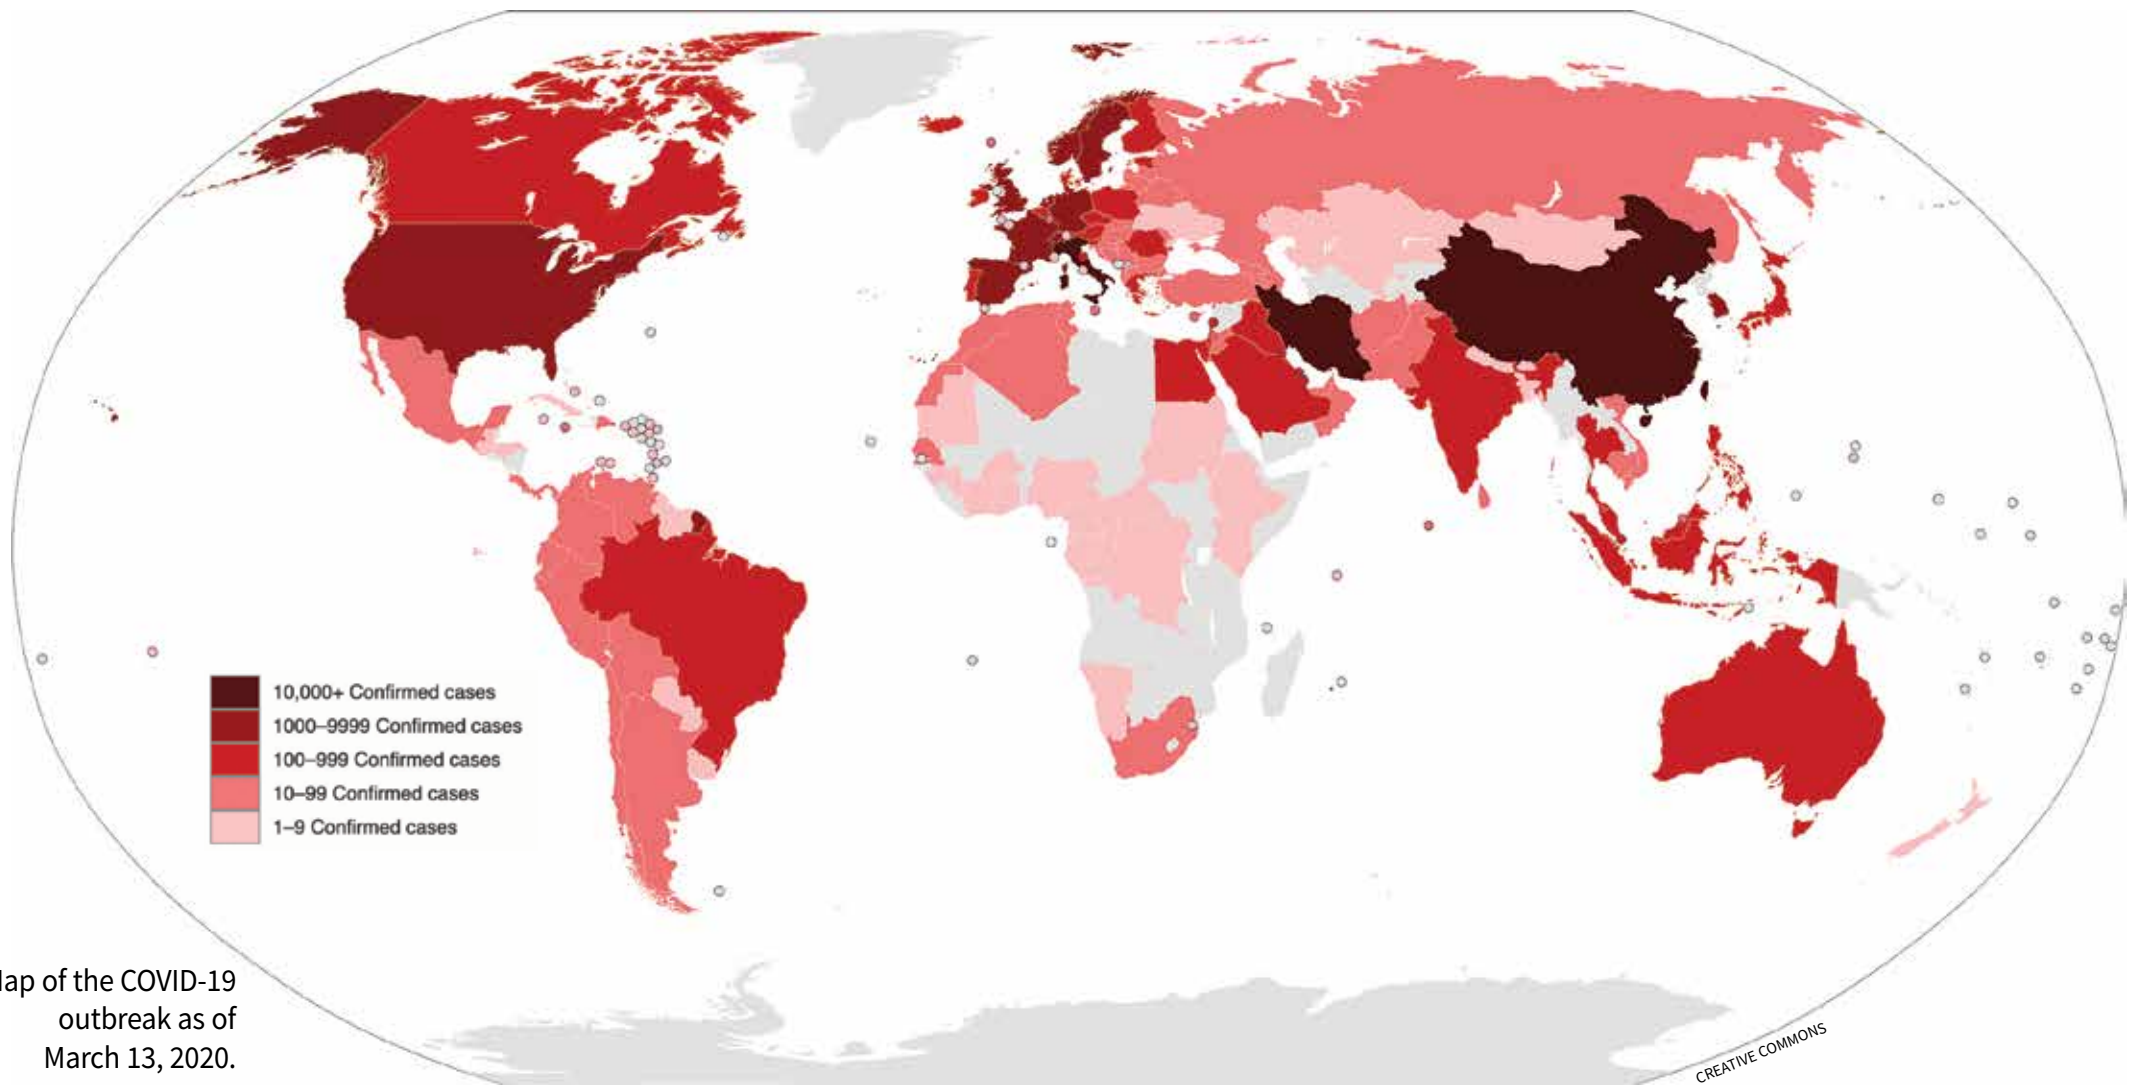 10,000+ Confirmed cases
1000–9999 Confirmed cases
100–999 Confirmed cases
10–99 Confirmed cases
1–9 Confirmed cases
of the COVID-19
outbreak as of
March 13, 2020.
CREATIVE COMMONS